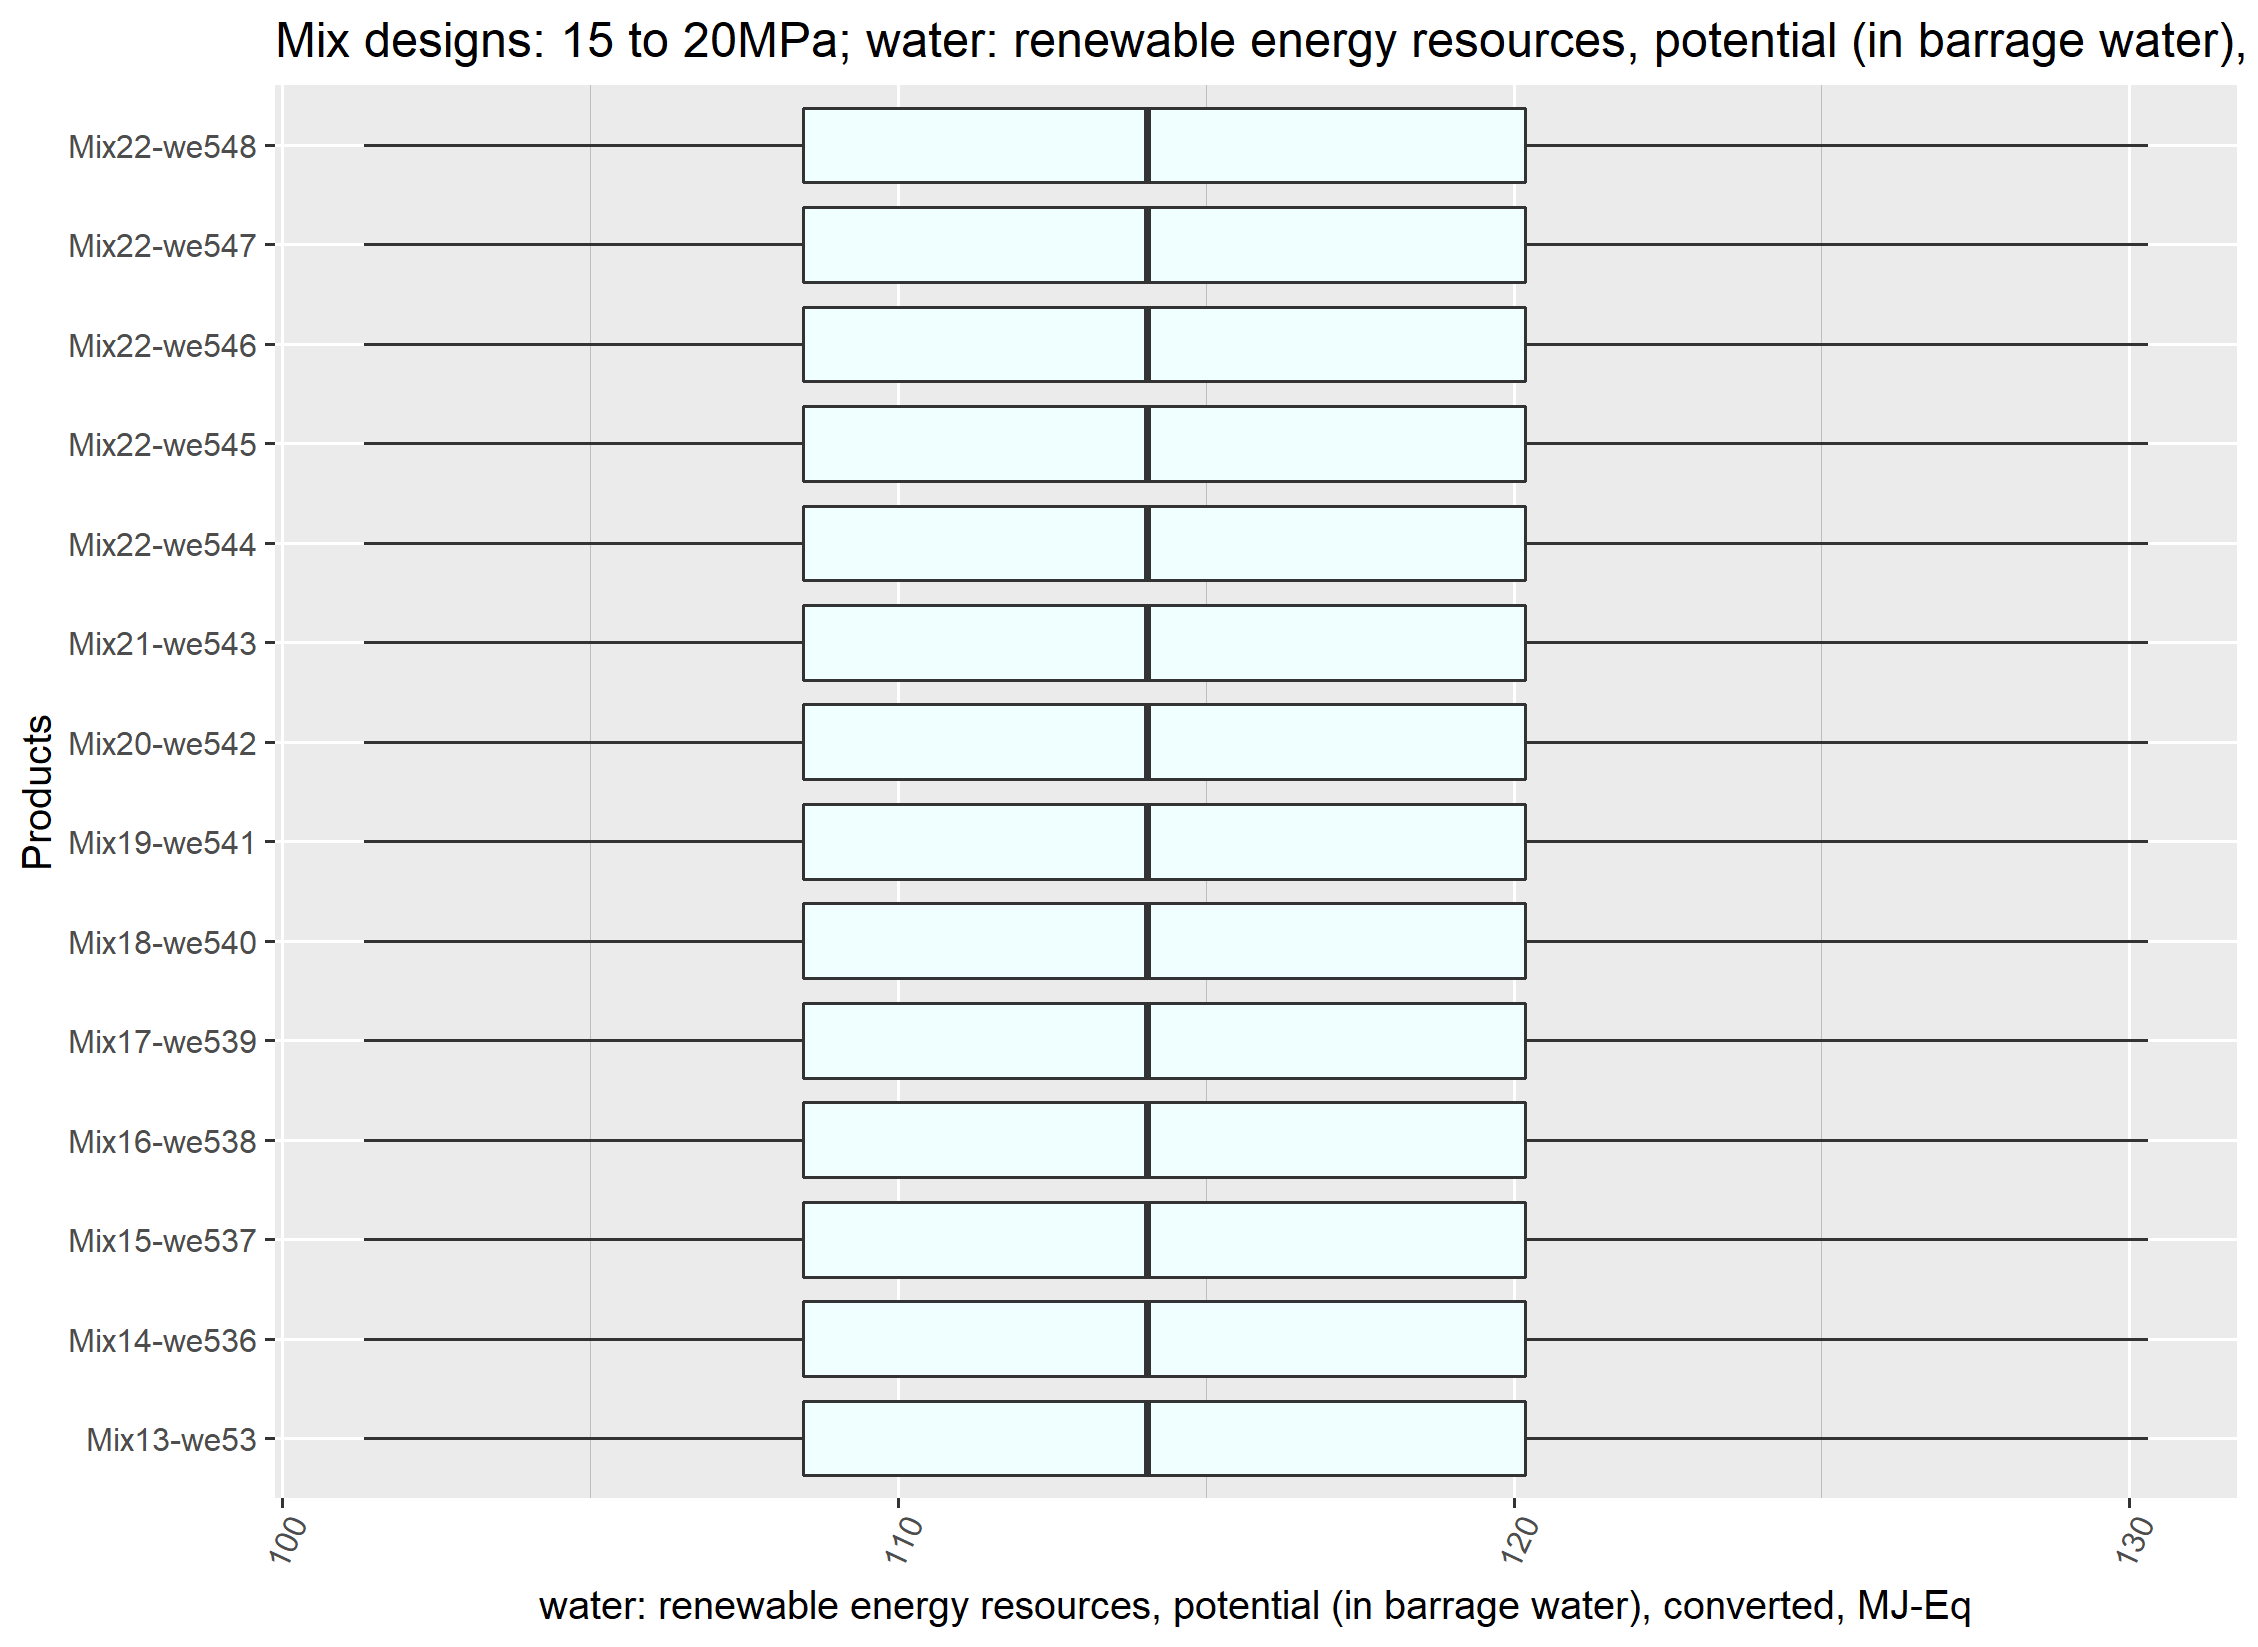 Mix designs: 15 to 20MPa; water: renewable energy resources, potential (in barrage water),
Products
Mix22-we548
Mix22-we547
Mix22-we546
Mix22-we545
Mix22-we544
Mix21-we543
Mix20-we542
Mix19-we541
Mix18-we540
Mix17-we539
Mix16-we538
Mix15-we537
Mix14-we536
Mix13-we53
100 110 120 130
water: renewable energy resources, potential (in barrage water), converted, MJ-Eq